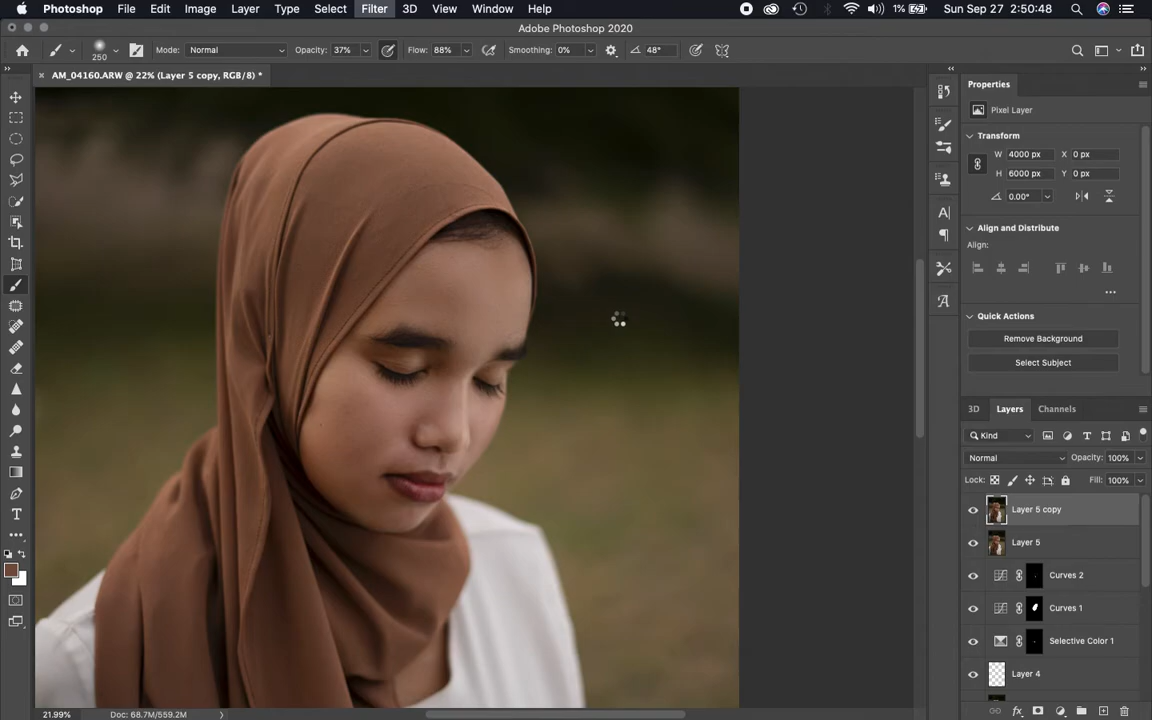 Photoshop File Edit Image Layer Type Select Filter 3D View Window Help 1% Sun Sep 27 2:50:48
Adobe Photoshop 2020
250 Mode: Normal Opacity: 37% Flow: 88% Smoothing: 0% 48°
AM_04160.ARW @ 22% (Layer 5 copy, RGB/8) *
Properties
Pixel Layer
Transform
W 4000 px X 0 px
H 6000 px Y 0 px
0.00°
Align and Distribute
Align:
Quick Actions
Remove Background
Select Subject
3D Layers Channels
Kind
Normal Opacity: 100%
Lock: Fill: 100%
Layer 5 copy
Layer 5
Curves 2
Curves 1
Selective Color 1
Layer 4
21.99% Doc: 68.7M/559.2M